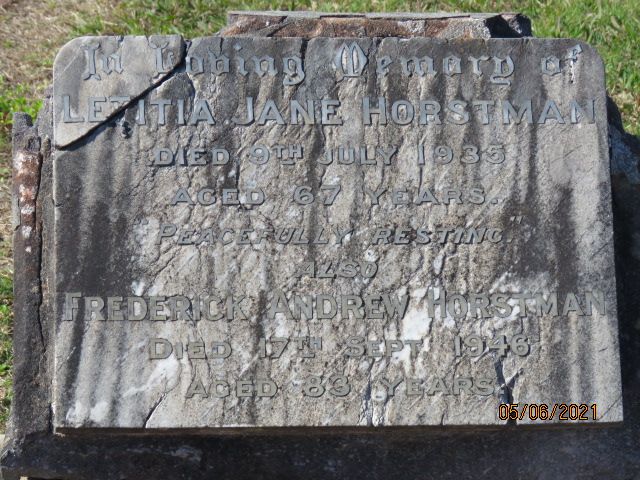 In Loving Memory of
LETITIA JANE HORSTMAN
DIED 9TH JULY 1935
AGED 67 YEARS.
"PEACEFULLY RESTING"
ALSO
FREDERICK ANDREW HORSTMAN
DIED 17TH SEPT. 1946
AGED 83 YEARS
05/06/2021